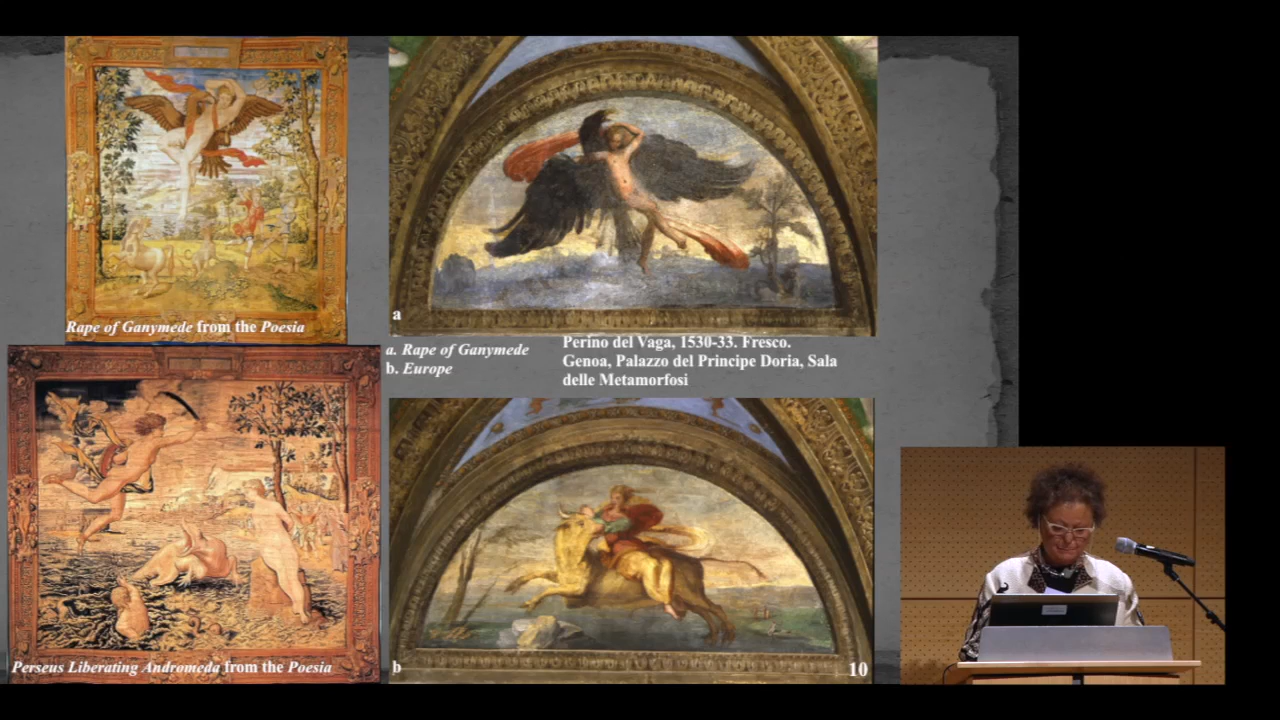 Rape of Ganymede from the Poesia
a
a. Rape of Ganymede
b. Europe
Perino del Vaga, 1530-33. Fresco.
Genoa, Palazzo del Principe Doria, Sala
delle Metamorfosi
Perseus Liberating Andromeda from the Poesia
b
10